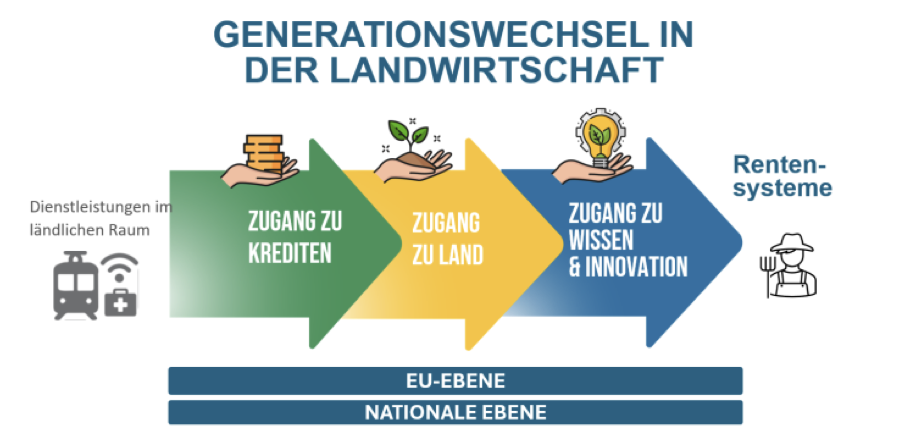 GENERATIONSWECHSEL IN
DER LANDWIRTSCHAFT
Dienstleistungen im
ländlichen Raum
ZUGANG ZU
KREDITEN
ZUGANG
ZU LAND
ZUGANG ZU
WISSEN
& INNOVATION
Renten-
systeme
EU-EBENE
NATIONALE EBENE